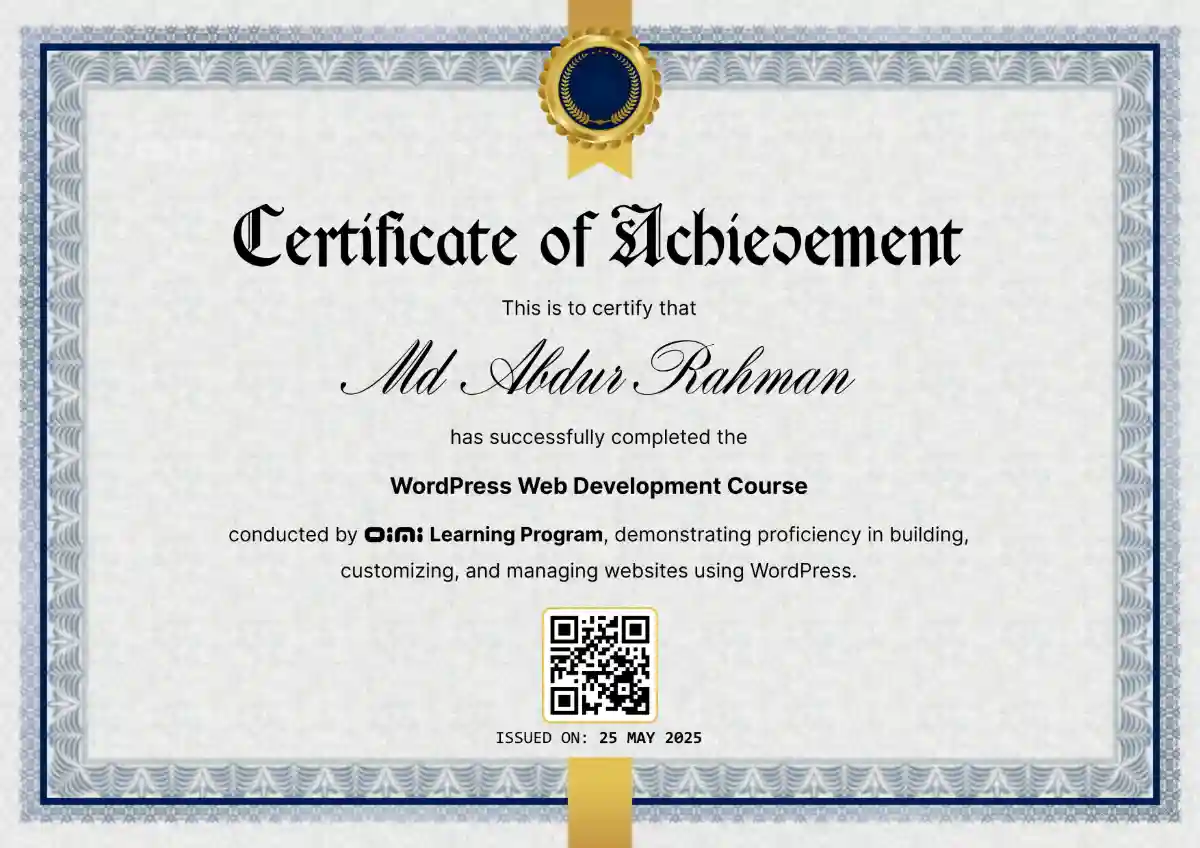 Certificate of Achievement
This is to certify that
Md Abdur Rahman
has successfully completed the
WordPress Web Development Course
conducted by OiMi Learning Program, demonstrating proficiency in building,
customizing, and managing websites using WordPress.
ISSUED ON: 25 MAY 2025